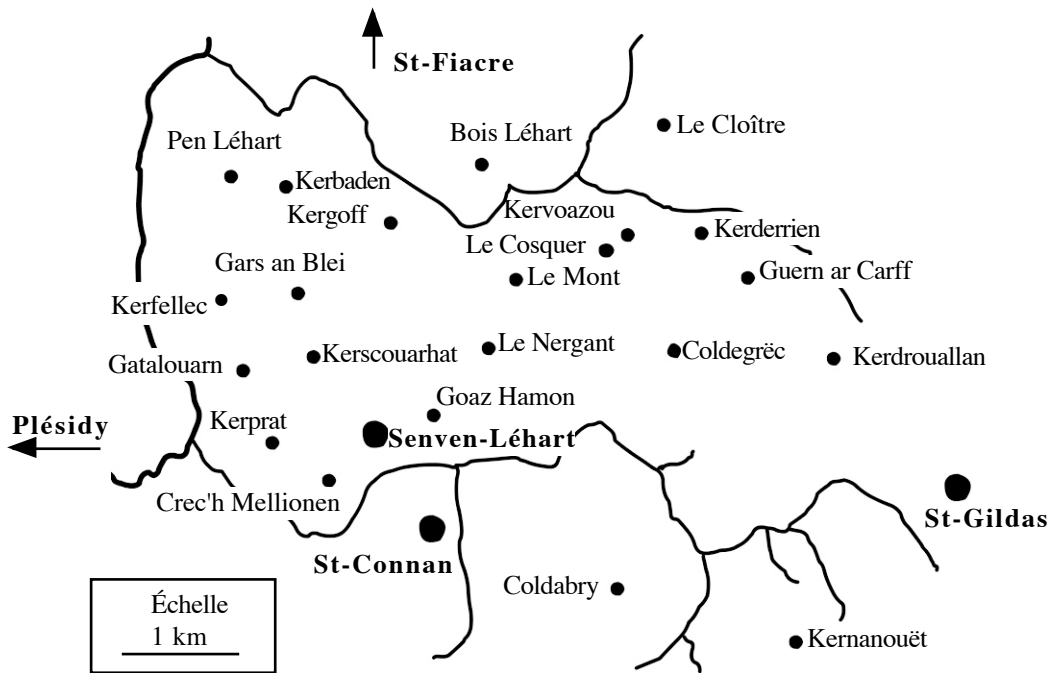 St-Fiacre
Le Cloître
Bois Léhart
Pen Léhart
Kerbaden
Kergoff
Kervoazou
Kerderrien
Le Cosquer
Gars an Blei
Le Mont
Guern ar Carff
Kerfellec
Gatalouarn
Kerscouarhat
Le Nergant
Coldegrëc
Kerdrouallan
Goaz Hamon
Plésidy
Kerprat
Senven-Léhart
Crec'h Mellionen
St-Gildas
St-Connan
Coldabry
Échelle
1 km
Kernanouët